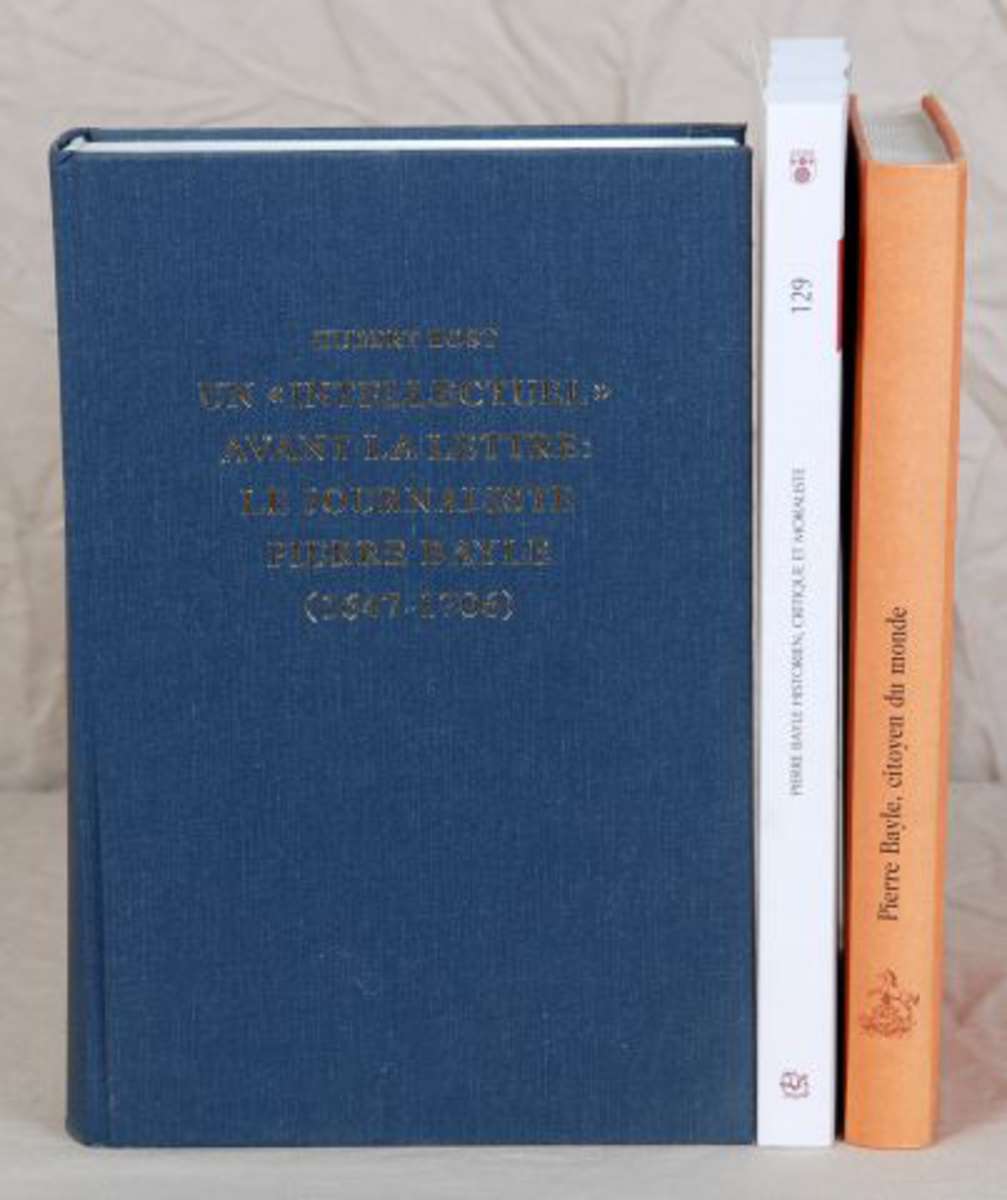 HUBERT BOST
UN «INTELLECTUEL»
AVANT LA LETTRE:
LE JOURNALISTE
PIERRE BAYLE
(1647-1706)
129
PIERRE BAYLE HISTORIEN, CRITIQUE ET MORALISTE
Pierre Bayle, citoyen du monde